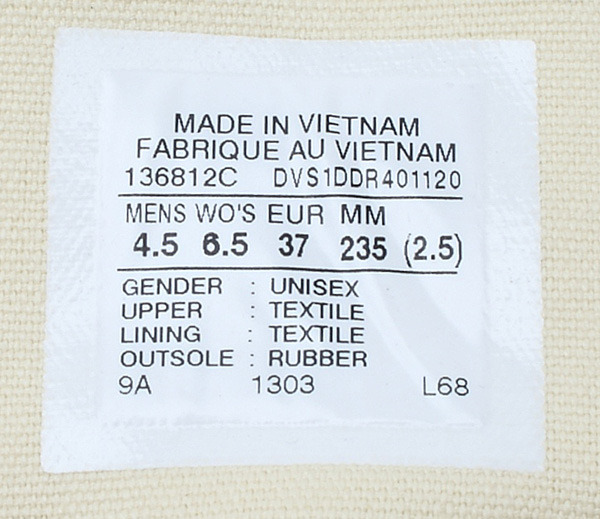 MADE IN VIETNAM
FABRIQUE AU VIETNAM
136812C DVS1DDR401120
MENS WO'S EUR MM
4.5 6.5 37 235 (2.5)
GENDER : UNISEX
UPPER : TEXTILE
LINING : TEXTILE
OUTSOLE : RUBBER
9A 1303 L68